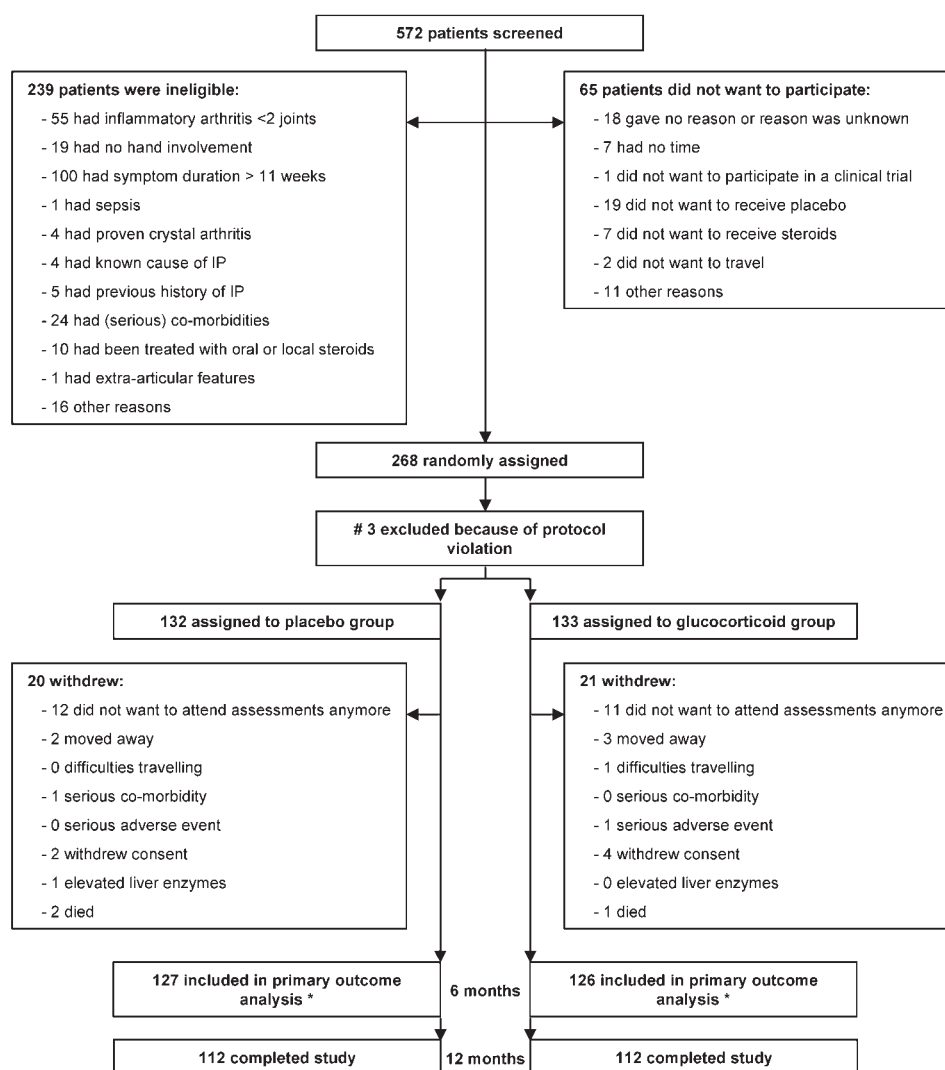 572 patients screened
239 patients were ineligible:
- 55 had inflammatory arthritis <2 joints
- 19 had no hand involvement
- 100 had symptom duration > 11 weeks
- 1 had sepsis
- 4 had proven crystal arthritis
- 4 had known cause of IP
- 5 had previous history of IP
- 24 had (serious) co-morbidities
- 10 had been treated with oral or local steroids
- 1 had extra-articular features
- 16 other reasons
65 patients did not want to participate:
- 18 gave no reason or reason was unknown
- 7 had no time
- 1 did not want to participate in a clinical trial
- 19 did not want to receive placebo
- 7 did not want to receive steroids
- 2 did not want to travel
- 11 other reasons
268 randomly assigned
# 3 excluded because of protocol
violation
132 assigned to placebo group
133 assigned to glucocorticoid group
20 withdrew:
- 12 did not want to attend assessments anymore
- 2 moved away
- 0 difficulties travelling
- 1 serious co-morbidity
- 0 serious adverse event
- 2 withdrew consent
- 1 elevated liver enzymes
- 2 died
21 withdrew:
- 11 did not want to attend assessments anymore
- 3 moved away
- 1 difficulties travelling
- 0 serious co-morbidity
- 1 serious adverse event
- 4 withdrew consent
- 0 elevated liver enzymes
- 1 died
127 included in primary outcome
analysis *
6 months
126 included in primary outcome
analysis *
112 completed study
12 months
112 completed study